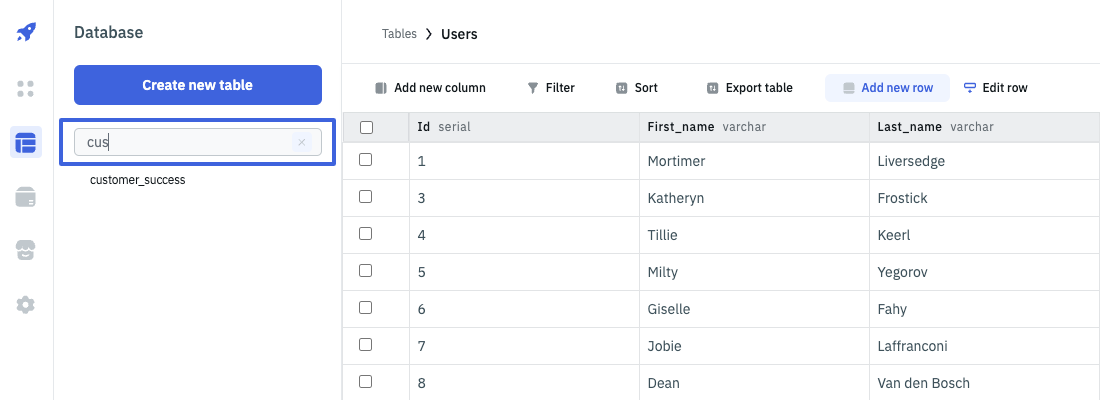 Database
Create new table
cus
customer_success
Tables Users
Add new column Filter Sort Export table Add new row Edit row
Id serial First_name varchar Last_name varchar
1 Mortimer Liversedge
3 Katheryn Frostick
4 Tillie Keerl
5 Milty Yegorov
6 Giselle Fahy
7 Jobie Laffranconi
8 Dean Van den Bosch